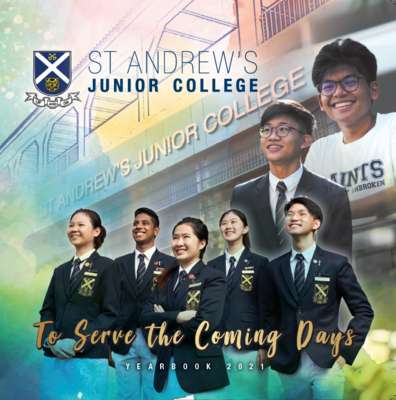 ST ANDREW'S
JUNIOR COLLEGE
ST ANDREW'S JUNIOR COLLEGE
To Serve the Coming Days
YEARBOOK 2021